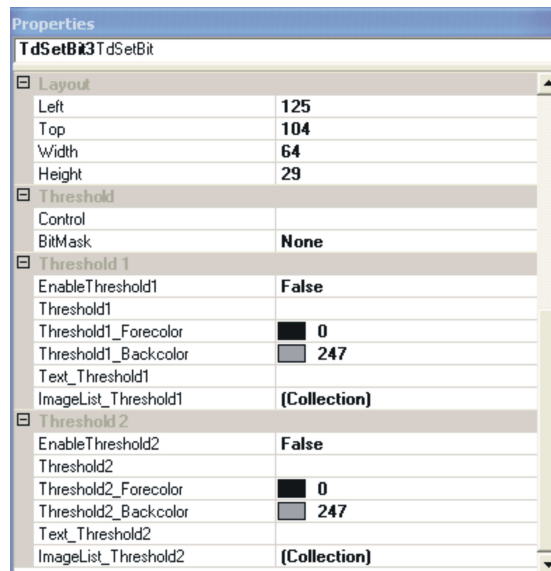 Properties
TdSetBit3 TdSetBit
Layout
Left 125
Top 104
Width 64
Height 29
Threshold
Control
BitMask None
Threshold 1
EnableThreshold1 False
Threshold1
Threshold1_Forecolor 0
Threshold1_Backcolor 247
Text_Threshold1
ImageList_Threshold1 (Collection)
Threshold 2
EnableThreshold2 False
Threshold2
Threshold2_Forecolor 0
Threshold2_Backcolor 247
Text_Threshold2
ImageList_Threshold2 (Collection)